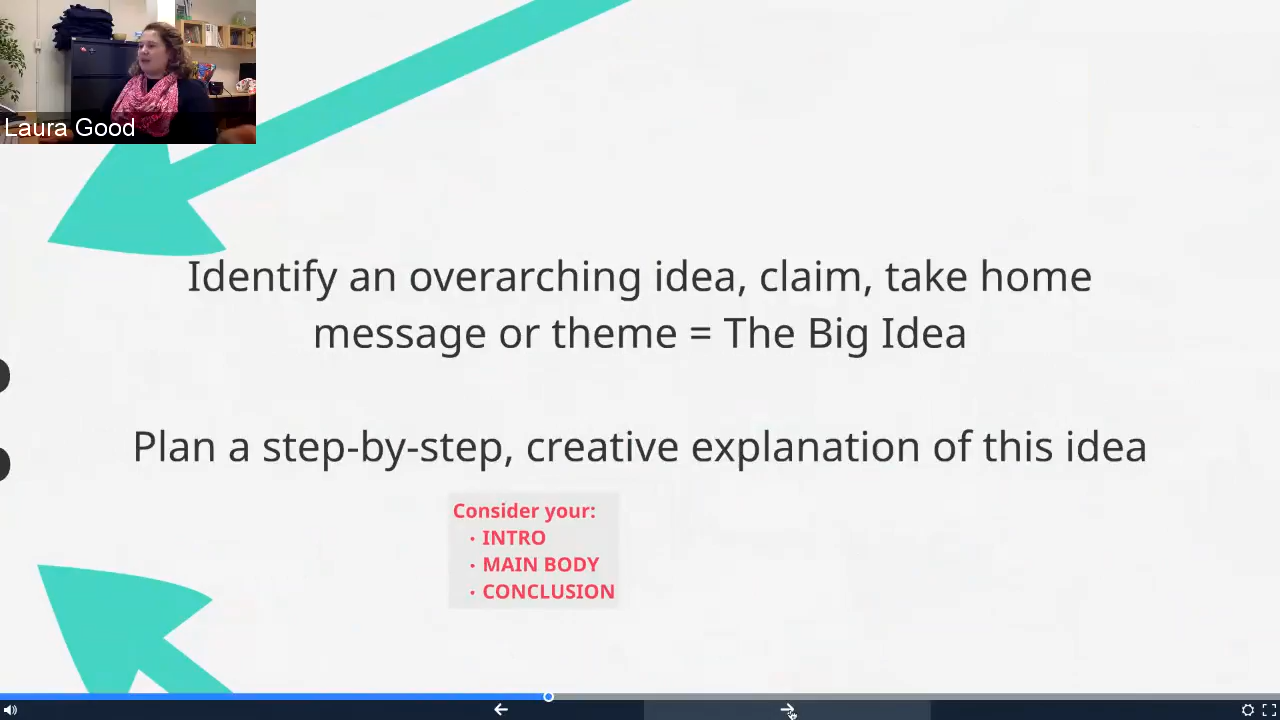 Laura Good
Identify an overarching idea, claim, take home
message or theme = The Big Idea
Plan a step-by-step, creative explanation of this idea
Consider your:
• INTRO
• MAIN BODY
• CONCLUSION